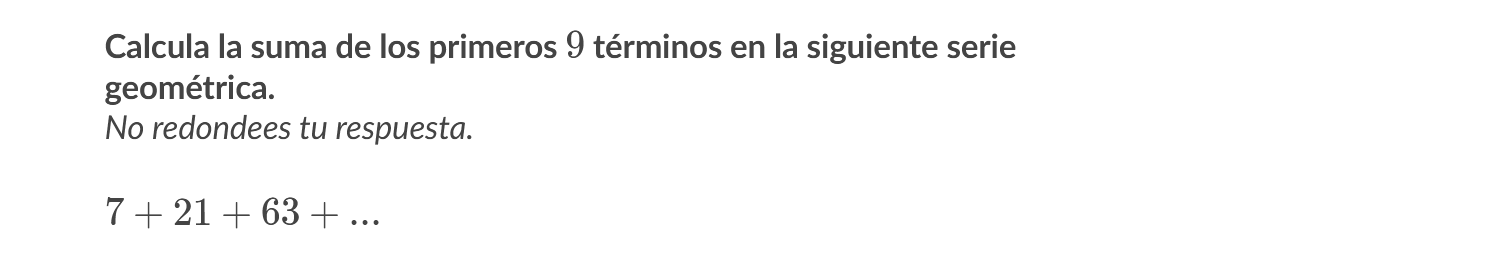 Calcula la suma de los primeros 9 términos en la siguiente serie
geométrica.
No redondees tu respuesta.
7 + 21 + 63 + ...